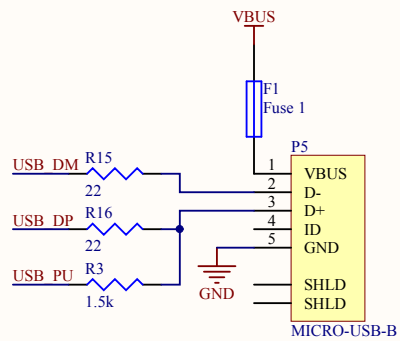 VBUS
F1
Fuse 1
P5
R15
USB_DM
22
1 VBUS
2 D-
R16
USB_DP
22
3 D+
4 ID
5 GND
R3
USB_PU
1.5k
GND
SHLD
SHLD
MICRO-USB-B